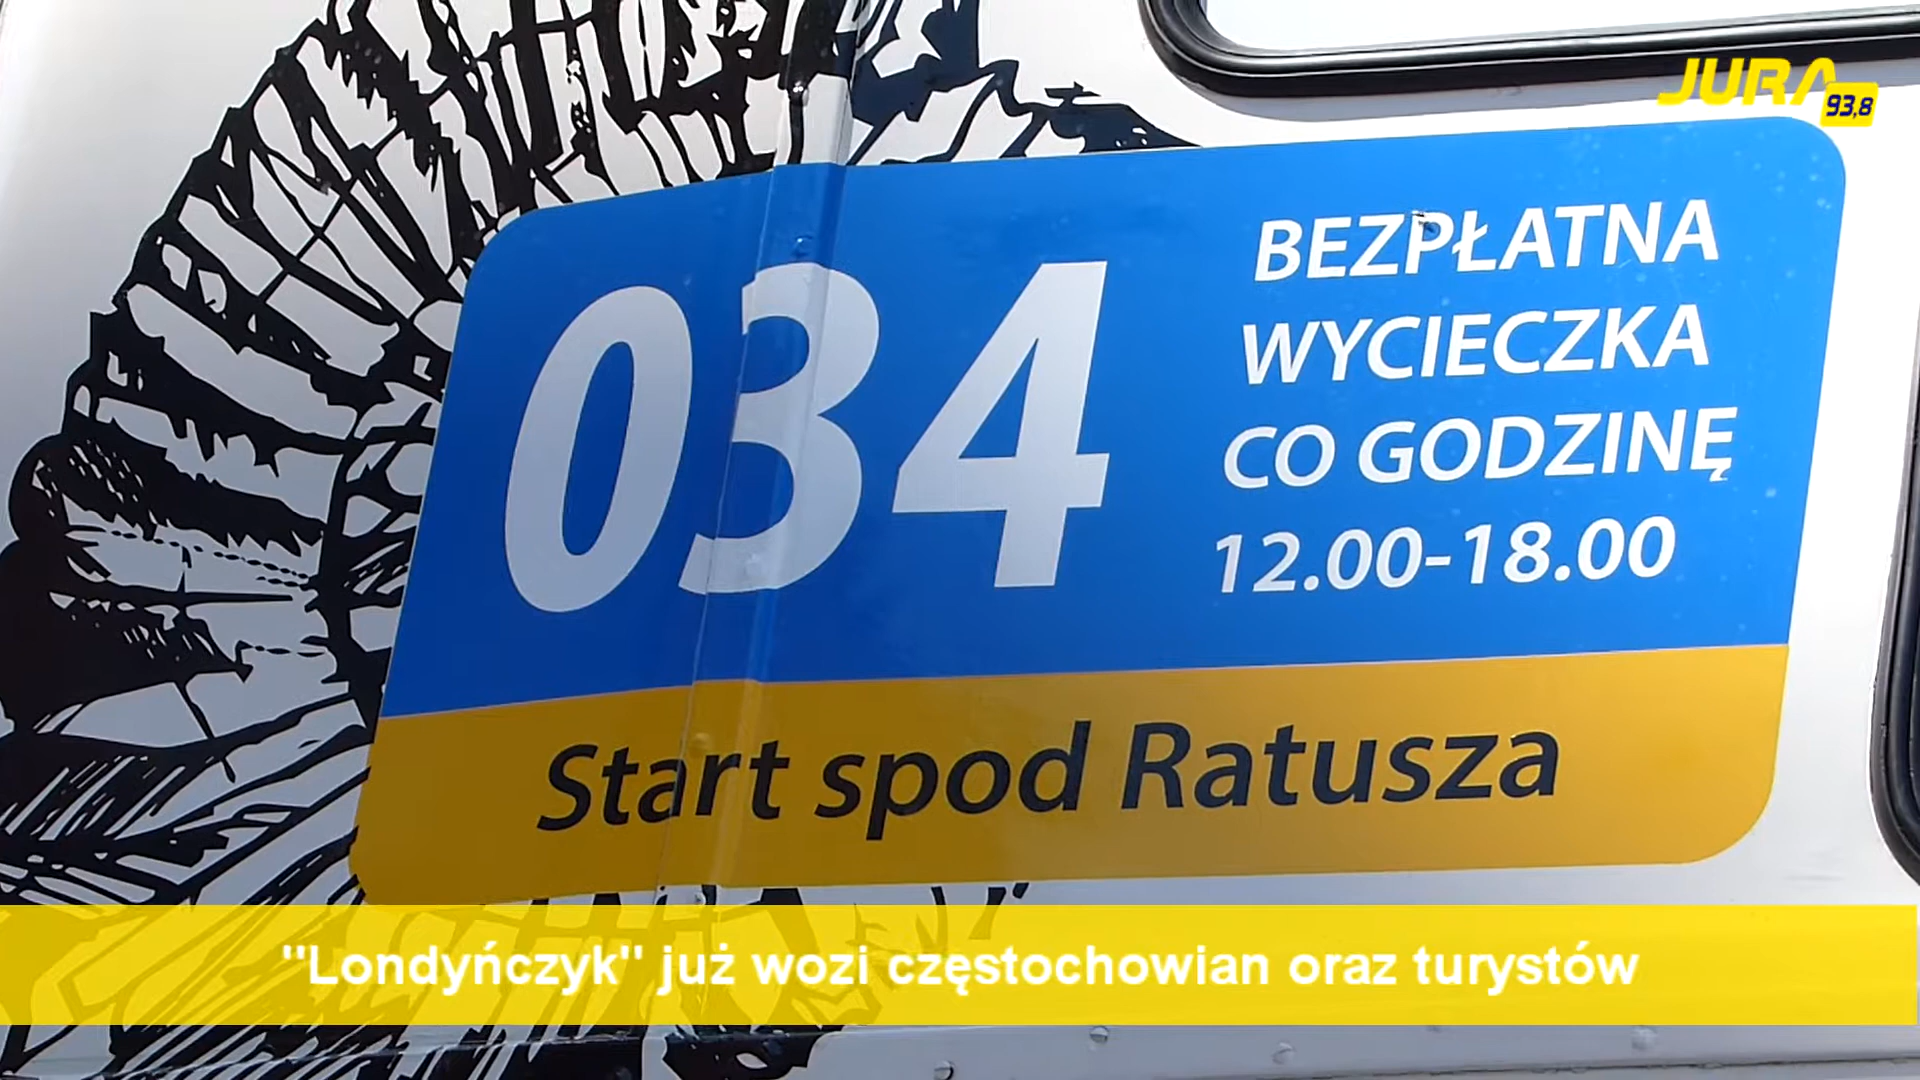 JURA
93,8
034
BEZPŁATNA
WYCIECZKA
CO GODZINĘ
12.00-18.00
Start spod Ratusza
"Londyńczyk" już wozi częstochowian oraz turystów